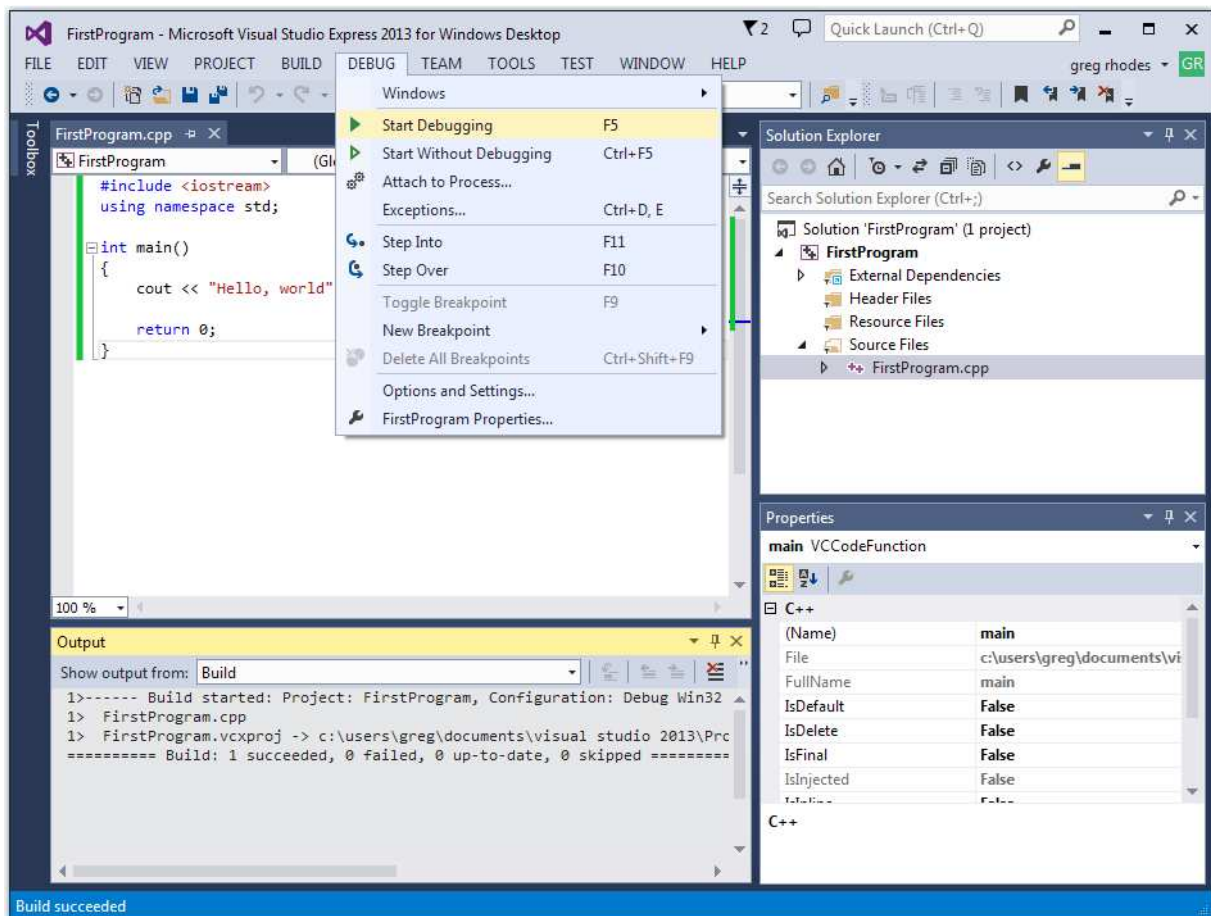 FirstProgram - Microsoft Visual Studio Express 2013 for Windows Desktop
2
Quick Launch (Ctrl+Q)
FILE EDIT VIEW PROJECT BUILD DEBUG TEAM TOOLS TEST WINDOW HELP
greg rhodes GR
Toolbox
FirstProgram.cpp
FirstProgram
#include <iostream>
using namespace std;
int main()
{
cout << "Hello, world"
return 0;
}
100 %
Windows
Start Debugging F5
Start Without Debugging Ctrl+F5
Attach to Process...
Exceptions... Ctrl+D, E
Step Into F11
Step Over F10
Toggle Breakpoint F9
New Breakpoint
Delete All Breakpoints Ctrl+Shift+F9
Options and Settings...
FirstProgram Properties...
Solution Explorer
Search Solution Explorer (Ctrl+;)
Solution 'FirstProgram' (1 project)
FirstProgram
External Dependencies
Header Files
Resource Files
Source Files
FirstProgram.cpp
Output
Show output from: Build
1>------ Build started: Project: FirstProgram, Configuration: Debug Win32
1> FirstProgram.cpp
1> FirstProgram.vcxproj -> c:\users\greg\documents\visual studio 2013\Prc
========== Build: 1 succeeded, 0 failed, 0 up-to-date, 0 skipped =========
Properties
main VCCodeFunction
C++
(Name) main
File c:\users\greg\documents\vi
FullName main
IsDefault False
IsDelete False
IsFinal False
IsInjected False
C++
Build succeeded